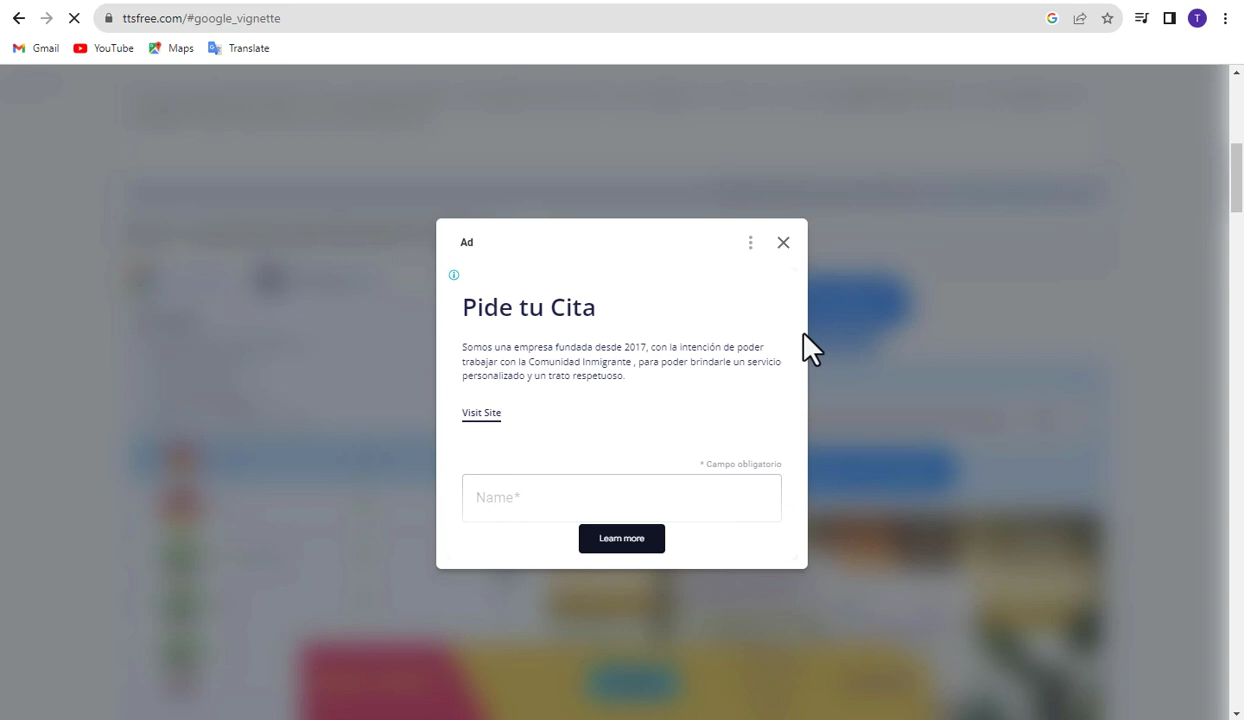 ttsfree.com/#google_vignette
T
Gmail
YouTube
Maps
Translate
Ad
Pide tu Cita
Somos una empresa fundada desde 2017, con la intención de poder
trabajar con la Comunidad Inmigrante , para poder brindarle un servicio
personalizado y un trato respetuoso.
Visit Site
* Campo obligatorio
Name*
Learn more